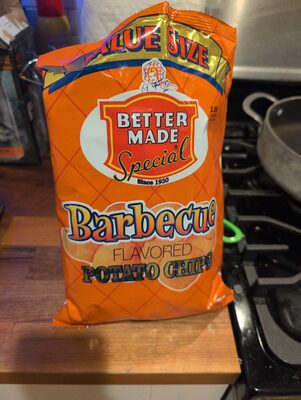 VALUE SIZE
BETTER
MADE
Special
Since 1930
Barbecue
FLAVORED
POTATO CHIPS